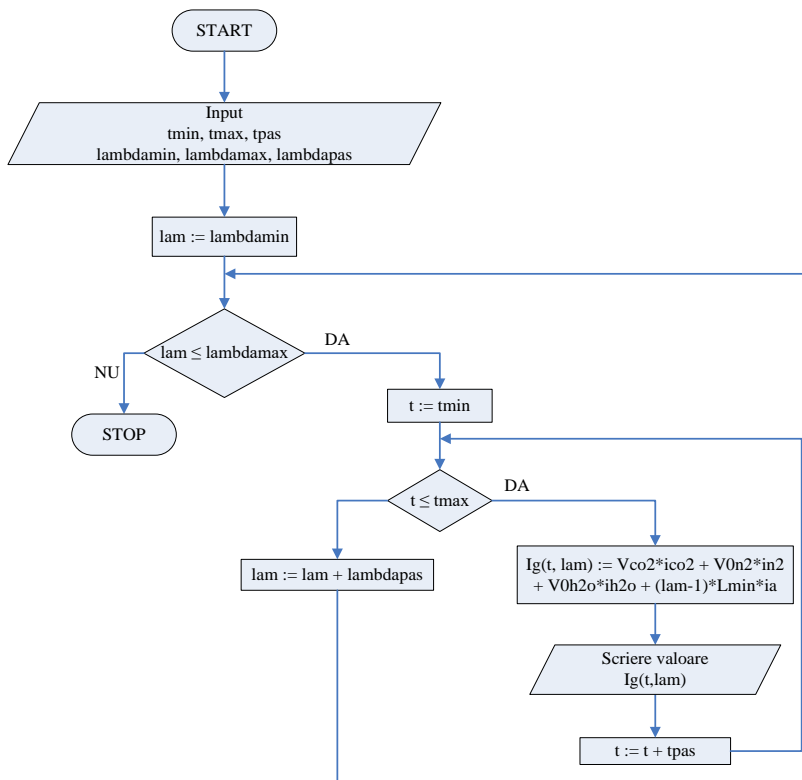 START
Input
tmin, tmax, tpas
lambdamin, lambdamax, lambdapas
lam := lambdamin
lam ≤ lambdamax
DA
NU
STOP
t := tmin
t ≤ tmax
DA
lam := lam + lambdapas
Ig(t, lam) := Vco2*ico2 + V0n2*in2
+ V0h2o*ih2o + (lam-1)*Lmin*ia
Scriere valoare
Ig(t,lam)
t := t + tpas